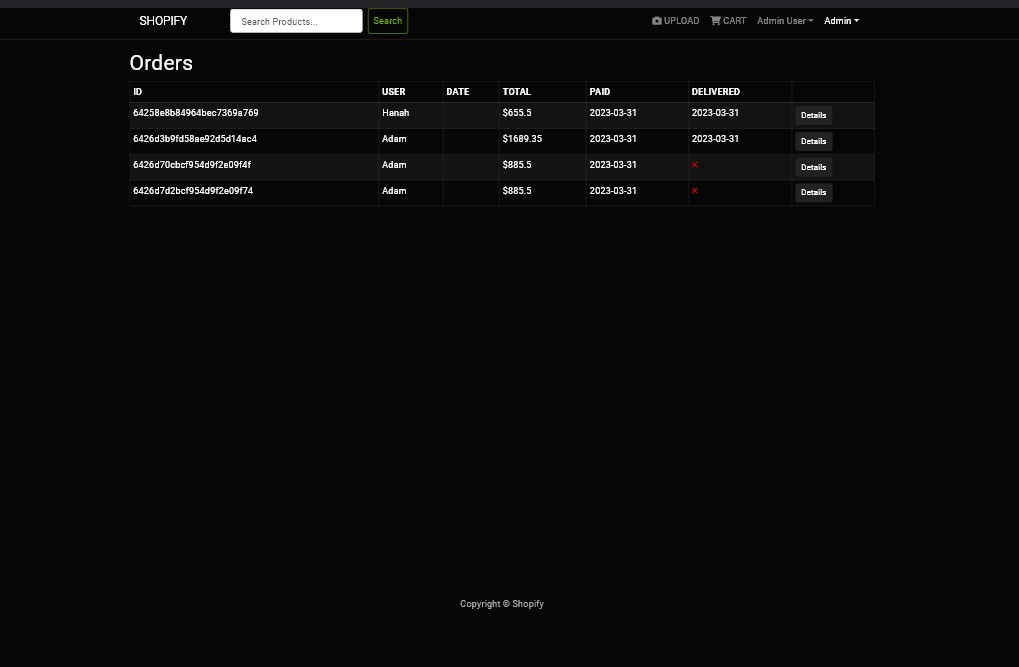 SHOPIFY Search Products... Search UPLOAD CART Admin User Admin
Orders
ID USER DATE TOTAL PAID DELIVERED
64258e8b84964bec7369a769 Hanah $655.5 2023-03-31 2023-03-31 Details
6426d3b9fd58ae92d5d14ac4 Adam $1689.35 2023-03-31 2023-03-31 Details
6426d70cbcf954d9f2e09f4f Adam $885.5 2023-03-31 Details
6426d7d2bcf954d9f2e09f74 Adam $885.5 2023-03-31 Details
Copyright © Shopify